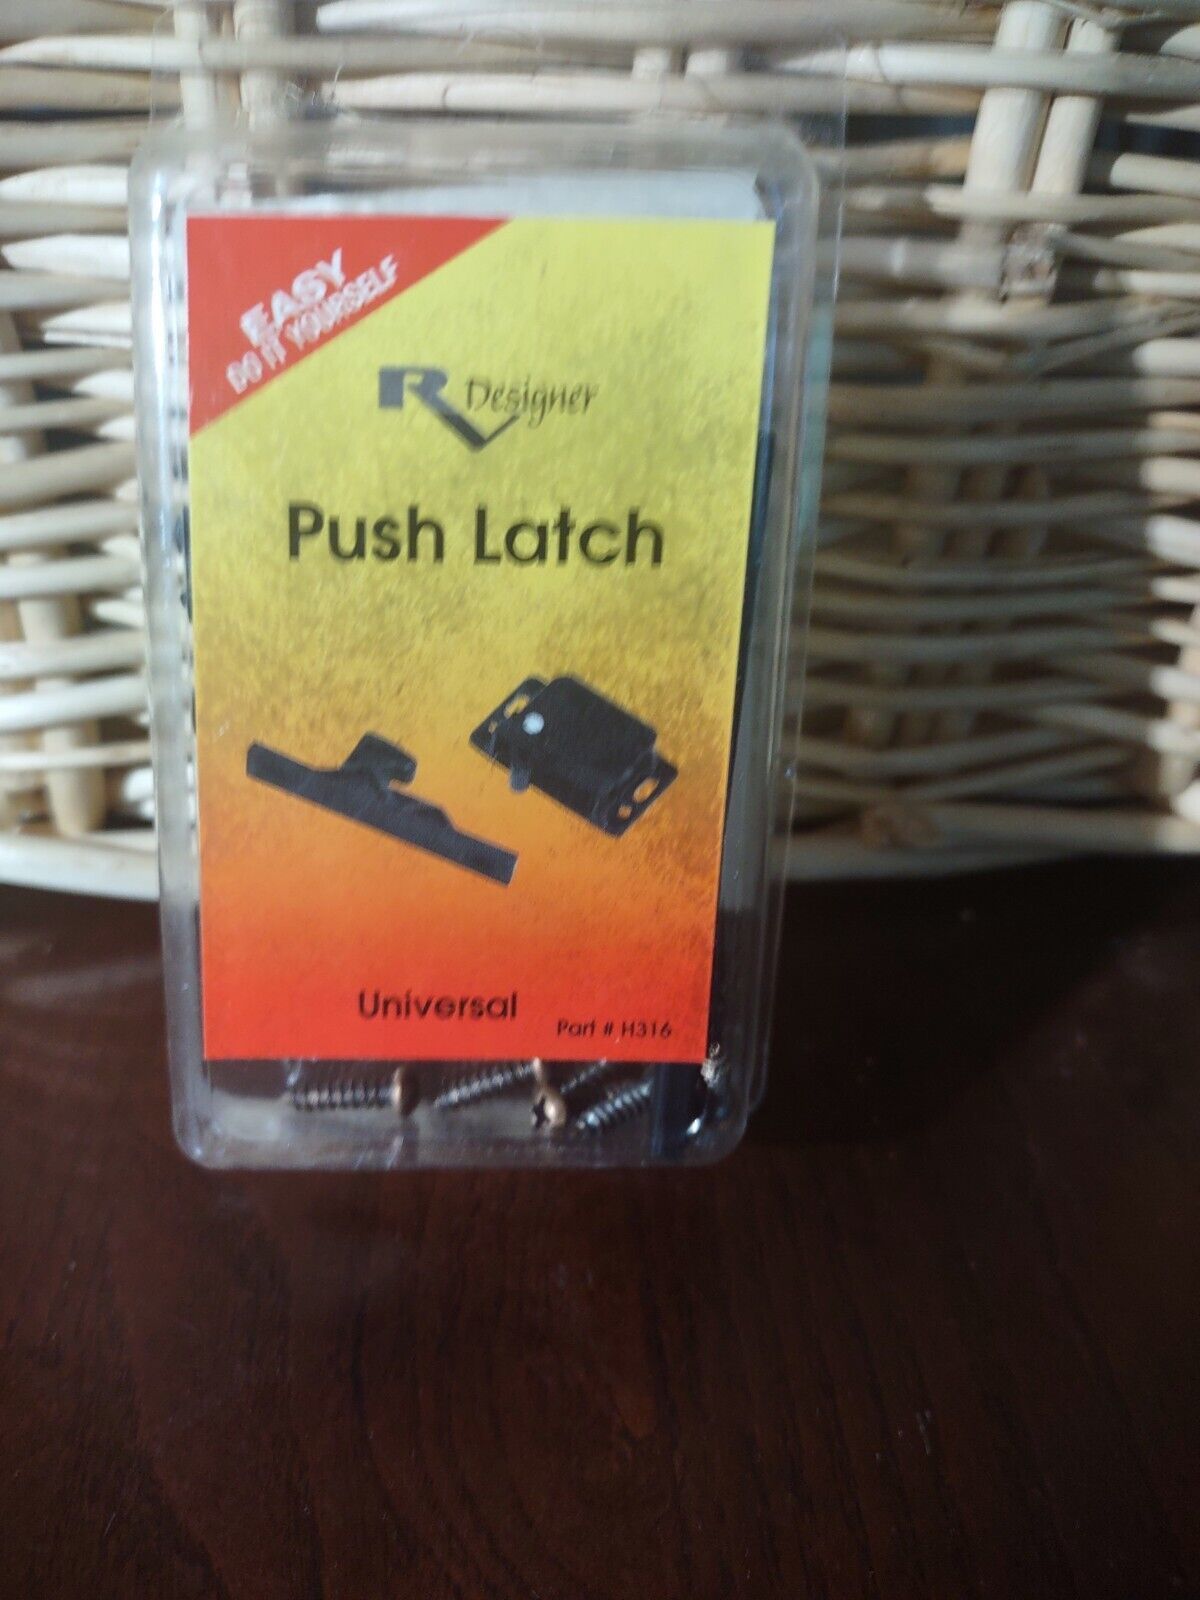 EASY
DO IT YOURSELF
RV Designer
Push Latch
Universal
Part # H316